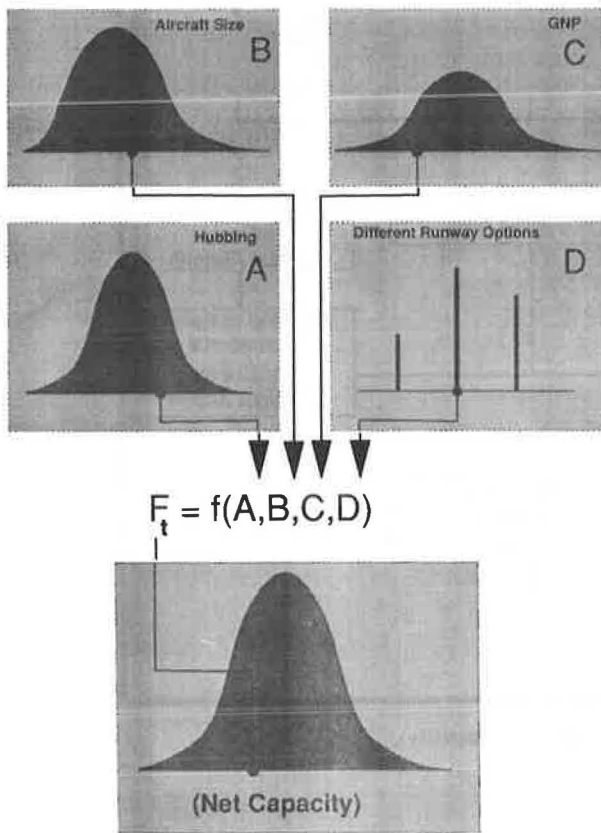 Aircraft Size
B
GNP
C
Hubbing
A
Different Runway Options
D
Ft = f(A,B,C,D)
(Net Capacity)